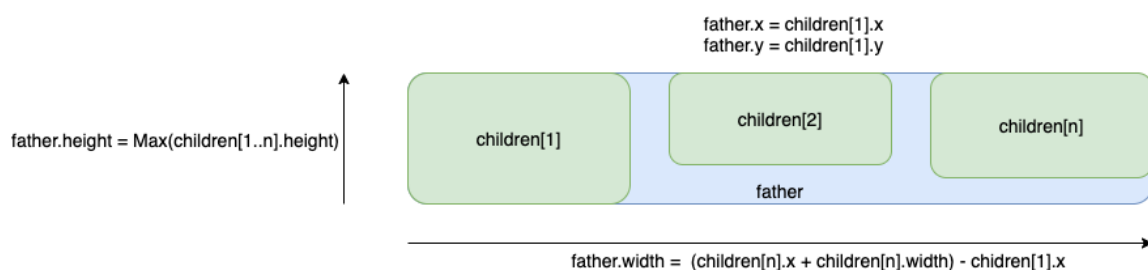 father.x = children[1].x
father.y = children[1].y
father.height = Max(children[1..n].height)
children[1]
children[2]
children[n]
father
father.width =  (children[n].x + children[n].width) - chidren[1].x